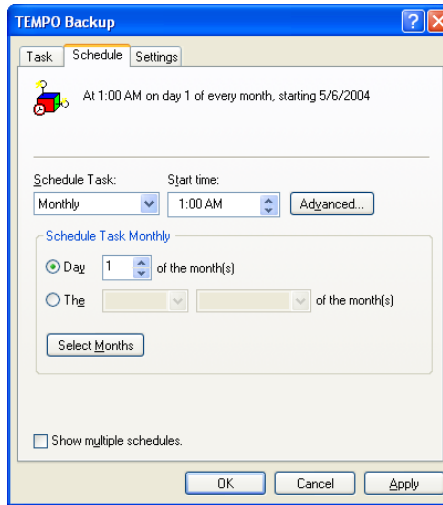 TEMPO Backup
Task Schedule Settings
At 1:00 AM on day 1 of every month, starting 5/6/2004
Schedule Task: Start time:
Monthly 1:00 AM Advanced...
Schedule Task Monthly
Day 1 of the month(s)
The of the month(s)
Select Months
Show multiple schedules.
OK Cancel Apply